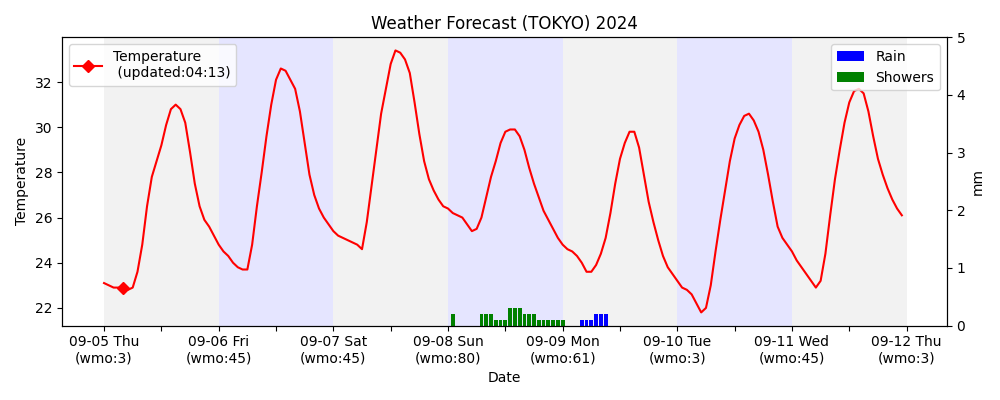 Weather Forecast (TOKYO) 2024
Temperature
(updated:04:13)
Rain
Showers
Temperature
32
30
28
26
24
22
5
4
3
2
1
0
mm
09-05 Thu
(wmo:3)
09-06 Fri
(wmo:45)
09-07 Sat
(wmo:45)
09-08 Sun
(wmo:80)
09-09 Mon
(wmo:61)
09-10 Tue
(wmo:3)
09-11 Wed
(wmo:45)
09-12 Thu
(wmo:3)
Date